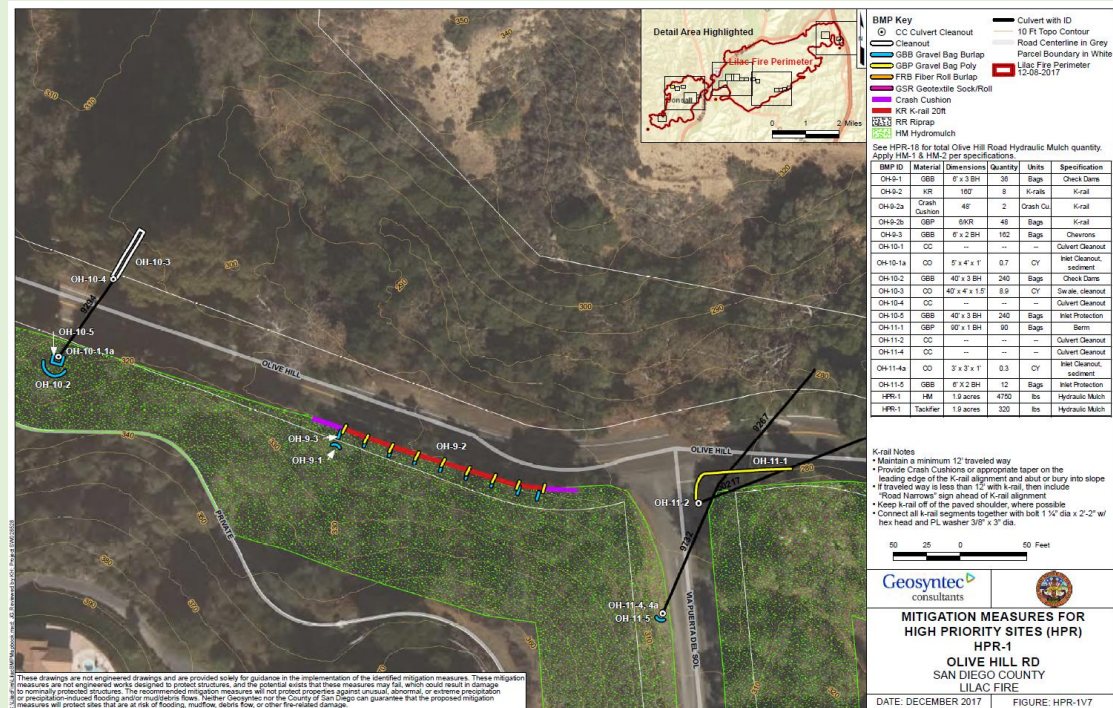 Detail Area Highlighted
Lilac Fire Perimeter
Bonsall
0 1 2 Miles
BMP Key
CC Culvert Cleanout
Cleanout
GBB Gravel Bag Burlap
GBP Gravel Bag Poly
FRB Fiber Roll Burlap
GSR Geotextile Sock/Roll
Crash Cushion
KR K-rail 20ft
RR Riprap
HM Hydromulch
Culvert with ID
10 Ft Topo Contour
Road Centerline in Grey
Parcel Boundary in White
Lilac Fire Perimeter
12-08-2017
See HPR-18 for total Olive Hill Road Hydraulic Mulch quantity.
Apply HM-1 & HM-2 per specifications.
BMP ID Material Dimensions Quantity Units Specification
OH-9-1 GBB 6' x 3 BH 36 Bags Check Dams
OH-9-2 KR 160' 8 K-rails K-rail
OH-9-2a Crash Cushion 48' 2 Crash Cu. K-rail
OH-9-2b GBP 6/KR 48 Bags K-rail
OH-9-3 GBB 6' x 2 BH 162 Bags Chevrons
OH-10-1 CC -- -- -- Culvert Cleanout
OH-10-1a CO 5' x 4' x 1' 0.7 CY Inlet Cleanout, sediment
OH-10-2 GBB 40' x 3 BH 240 Bags Check Dams
OH-10-3 CO 40' x 4' x 1.5' 8.9 CY Swale, cleanout
OH-10-4 CC -- -- -- Culvert Cleanout
OH-10-5 GBB 40' x 3 BH 240 Bags Inlet Protection
OH-11-1 GBP 90' x 1 BH 90 Bags Berm
OH-11-2 CC -- -- -- Culvert Cleanout
OH-11-4 CC -- -- -- Culvert Cleanout
OH-11-4a CO 3' x 3' x 1' 0.3 CY Inlet Cleanout, sediment
OH-11-5 GBB 6' X 2 BH 12 Bags Inlet Protection
HPR-1 HM 1.9 acres 4750 lbs Hydraulic Mulch
HPR-1 Tackifier 1.9 acres 320 lbs Hydraulic Mulch
OH-10-3
OH-10-4
9294
OH-10-5
OH-10-1,1a
OH-10-2
OLIVE HILL
OH-9-3
OH-9-2
OH-9-1
PRIVATE
9267
OLIVE HILL
OH-11-1
OH-11-2
9732
OH-11-4, 4a
OH-11-5
VIA PUERTA DEL SOL
K-rail Notes
• Maintain a minimum 12' traveled way
• Provide Crash Cushions or appropriate taper on the
leading edge of the K-rail alignment and abut or bury into slope
• If traveled way is less than 12' with k-rail, then include
"Road Narrows" sign ahead of K-rail alignment
• Keep k-rail off of the paved shoulder, where possible
• Connect all k-rail segments together with bolt 1 ¼" dia x 2'-2" w/
hex head and PL washer 3/8" x 3" dia.
50 25 0 50 Feet
Geosyntec
consultants
MITIGATION MEASURES FOR
HIGH PRIORITY SITES (HPR)
HPR-1
OLIVE HILL RD
SAN DIEGO COUNTY
LILAC FIRE
DATE: DECEMBER 2017 FIGURE: HPR-1V7
These drawings are not engineered drawings and are provided solely for guidance in the implementation of the identified mitigation measures. These mitigation
measures are not engineered works designed to protect structures, and the potential exists that these measures may fail, which could result in damage
to nominally protected structures. The recommended mitigation measures will not protect properties against unusual, abnormal, or extreme precipitation
or precipitation-induced flooding and/or mud/debris flows. Neither Geosyntec nor the County of San Diego can guarantee that the proposed mitigation
measures will protect sites that are at risk of flooding, mudflow, debris flow, or other fire-related damage.